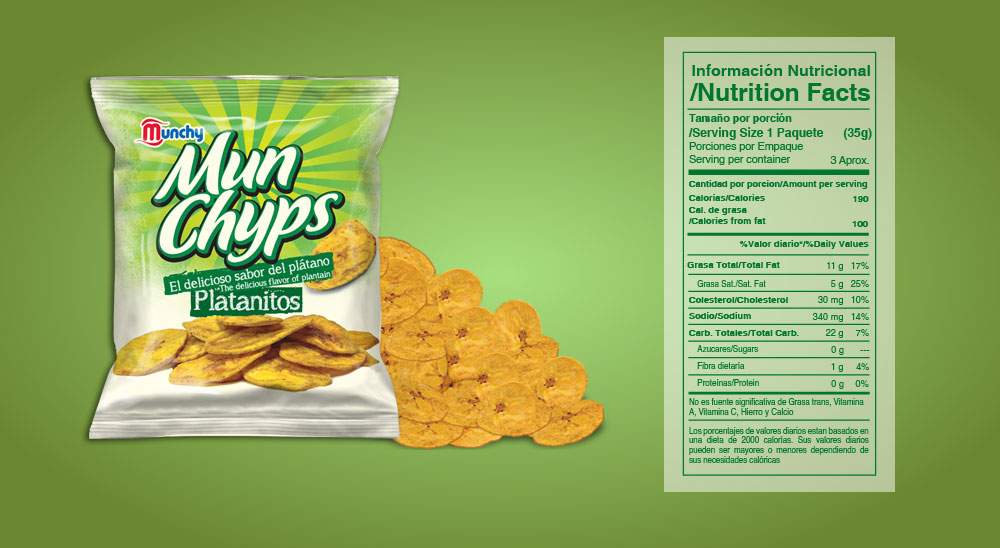 Munchy
Mun
Chyps
El delicioso sabor del plátano
The delicious flavor of plantain
Platanitos
Información Nutricional
/Nutrition Facts
Tamaño por porción
/Serving Size 1 Paquete (35g)
Porciones por Empaque
Serving per container 3 Aprox.
Cantidad por porcion/Amount per serving
Calorias/Calories 190
Cal. de grasa
/Calories from fat 100
%Valor diario*/%Daily Values
Grasa Total/Total Fat 11 g 17%
Grasa Sat./Sat. Fat 5 g 25%
Colesterol/Cholesterol 30 mg 10%
Sodio/Sodium 340 mg 14%
Carb. Totales/Total Carb. 22 g 7%
Azucares/Sugars 0 g ---
Fibra dietaria 1 g 4%
Proteínas/Protein 0 g 0%
No es fuente significativa de Grasa trans, Vitamina
A, Vitamina C, Hierro y Calcio
Los porcentajes de valores diarios estan basados en
una dieta de 2000 calorías. Sus valores diarios
pueden ser mayores o menores dependiendo de
sus necesidades calóricas